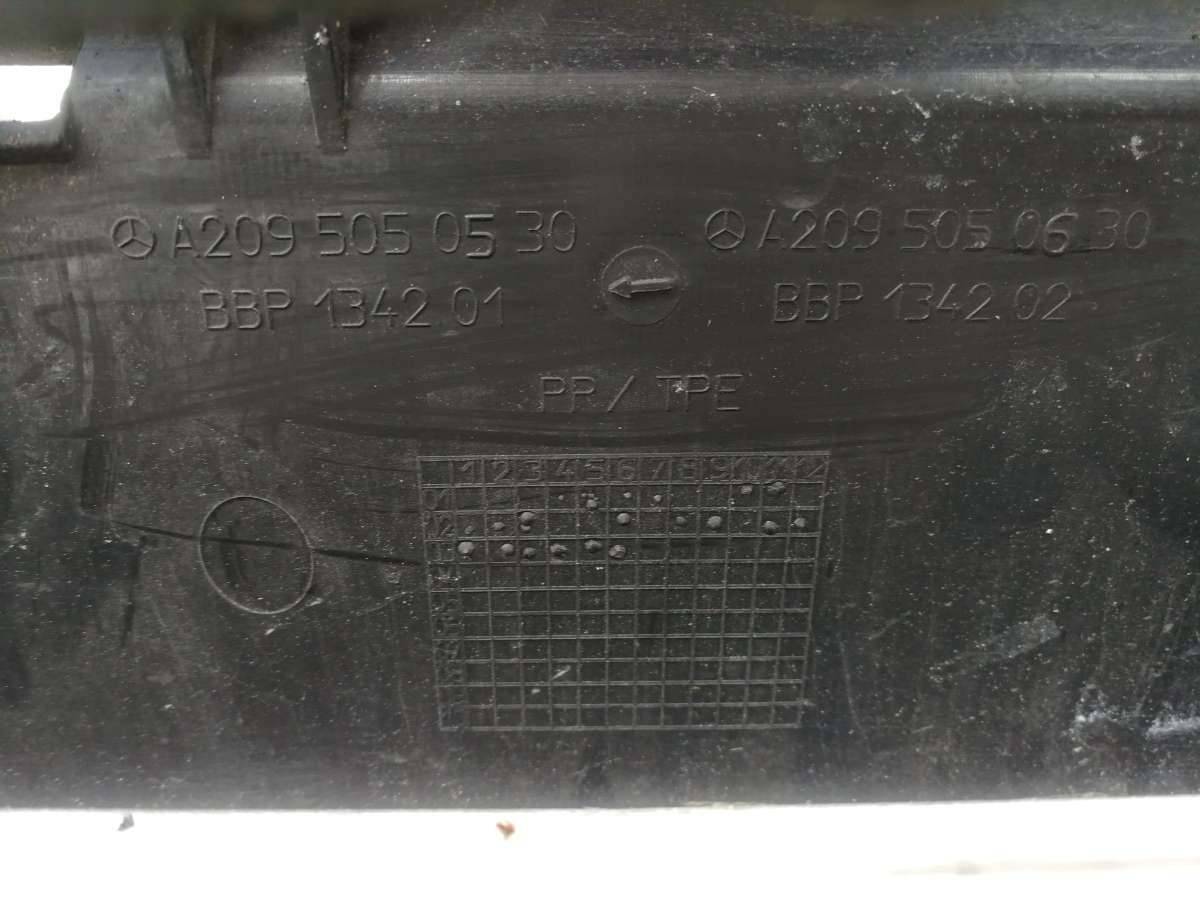 A209 505 05 30
BBP 1342 01
A209 505 06 30
BBP 1342 02
PP / TPE
1 2 3 4 5 6 7 8 9 10 11 12